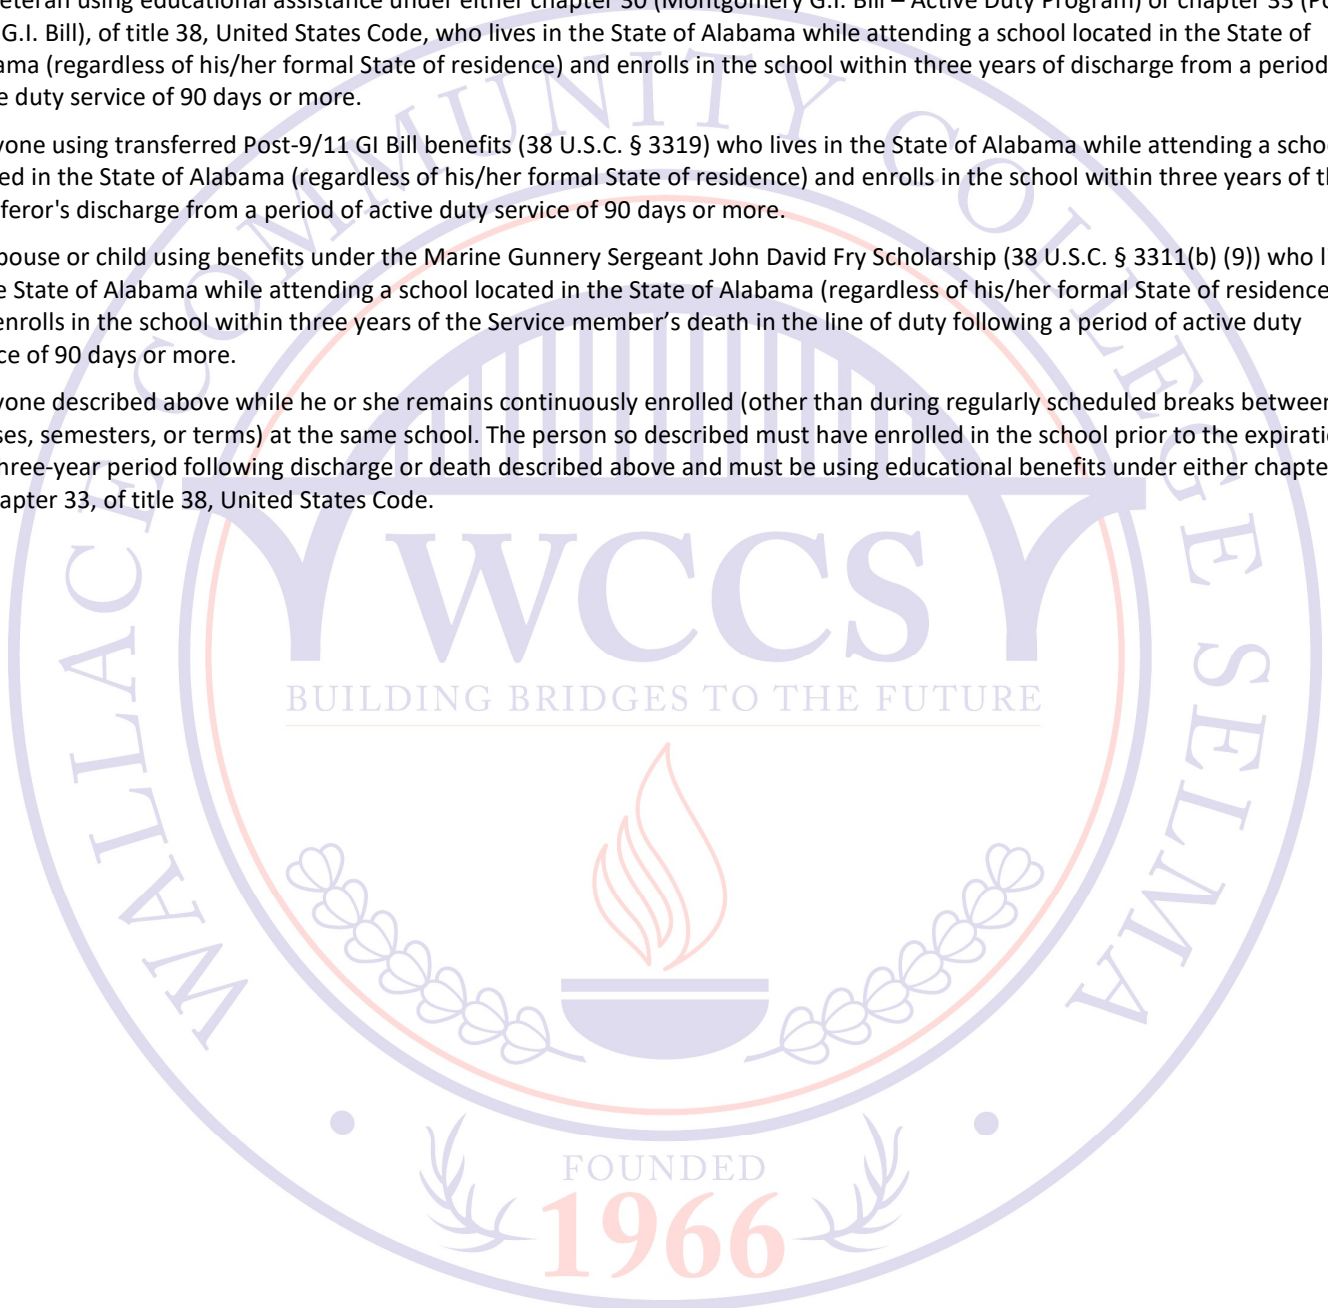 eteran using educational assistance under either chapter 30 (Montgomery G.I. Bill – Active Duty Program) or chapter 33 (Po
G.I. Bill), of title 38, United States Code, who lives in the State of Alabama while attending a school located in the State of
ama (regardless of his/her formal State of residence) and enrolls in the school within three years of discharge from a period
e duty service of 90 days or more.
yone using transferred Post-9/11 GI Bill benefits (38 U.S.C. § 3319) who lives in the State of Alabama while attending a schoo
ed in the State of Alabama (regardless of his/her formal State of residence) and enrolls in the school within three years of th
feror's discharge from a period of active duty service of 90 days or more.
pouse or child using benefits under the Marine Gunnery Sergeant John David Fry Scholarship (38 U.S.C. § 3311(b) (9)) who l
e State of Alabama while attending a school located in the State of Alabama (regardless of his/her formal State of residence
enrolls in the school within three years of the Service member’s death in the line of duty following a period of active duty
ce of 90 days or more.
yone described above while he or she remains continuously enrolled (other than during regularly scheduled breaks between
ses, semesters, or terms) at the same school. The person so described must have enrolled in the school prior to the expiratio
hree-year period following discharge or death described above and must be using educational benefits under either chapte
apter 33, of title 38, United States Code.
WALLACE COMMUNITY COLLEGE SELMA
WCCS
BUILDING BRIDGES TO THE FUTURE
FOUNDED
1966